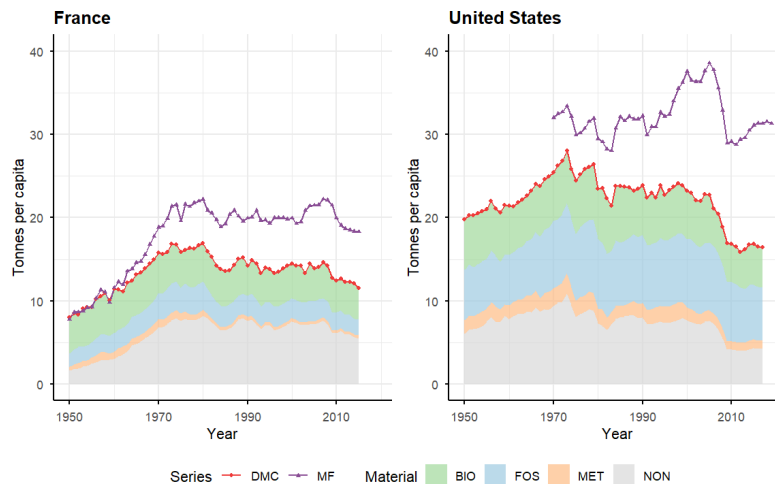 France
United States
Tonnes per capita
40
30
20
10
0
1950
1970
1990
2010
Year
Tonnes per capita
40
30
20
10
0
1950
1970
1990
2010
Year
Series DMC MF Material BIO FOS MET NON